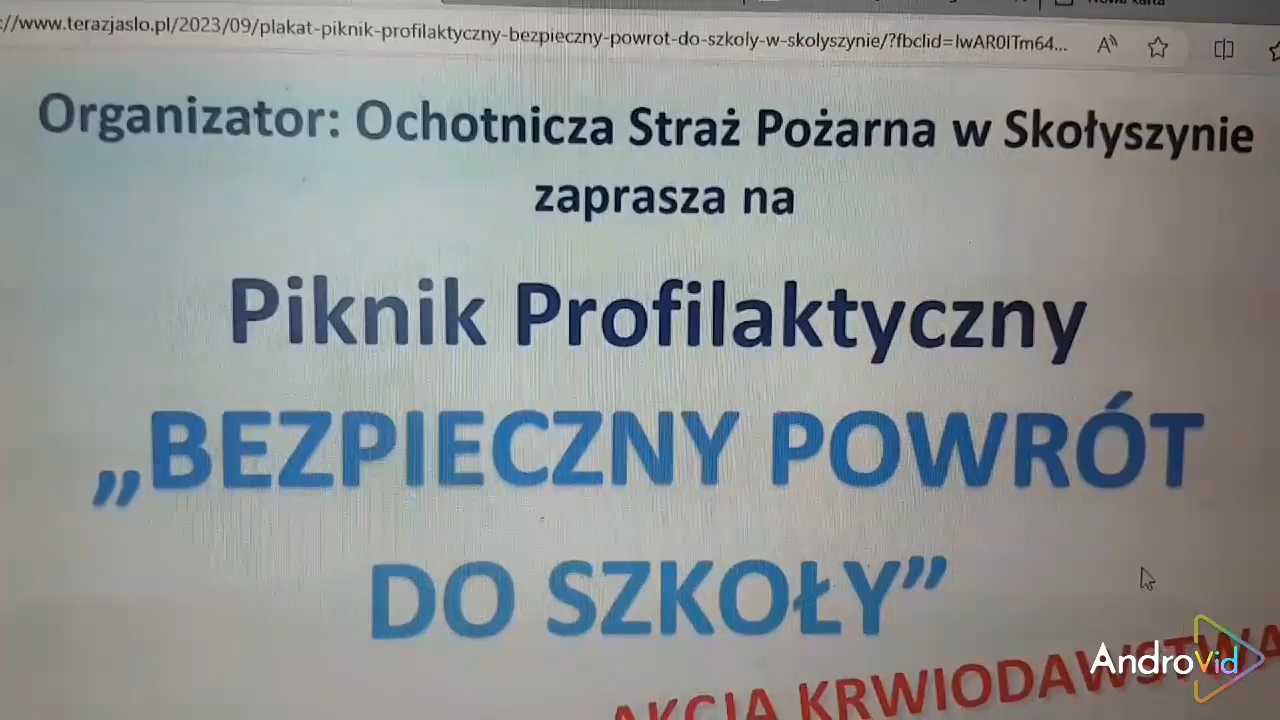 ://www.terazjaslo.pl/2023/09/plakat-piknik-profilaktyczny-bezpieczny-powrot-do-szkoly-w-skolyszynie/?fbclid=IwAR0ITm64...
Organizator: Ochotnicza Straż Pożarna w Skołyszynie
zaprasza na
Piknik Profilaktyczny
„BEZPIECZNY POWRÓT
DO SZKOŁY”
AKCJA KRWIODAWSTWA
AndroVid